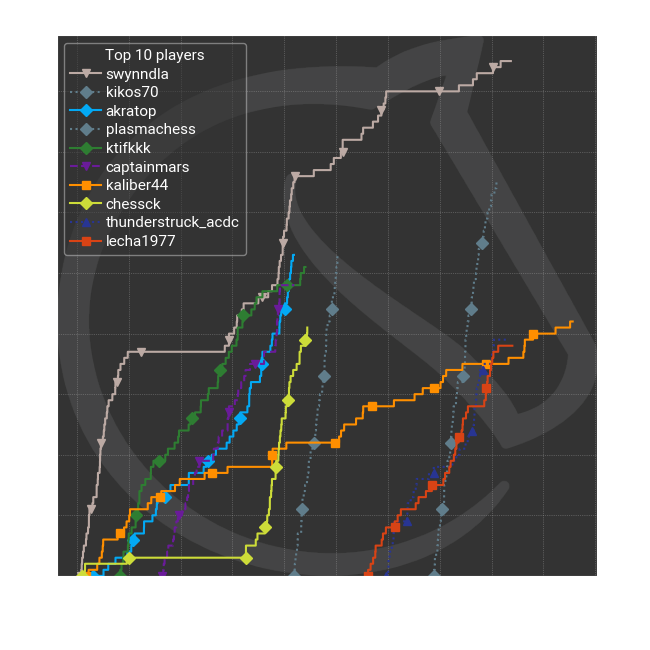 Top 10 players
swynndla
kikos70
akratop
plasmachess
ktifkkk
captainmars
kaliber44
chessck
thunderstruck_acdc
lecha1977